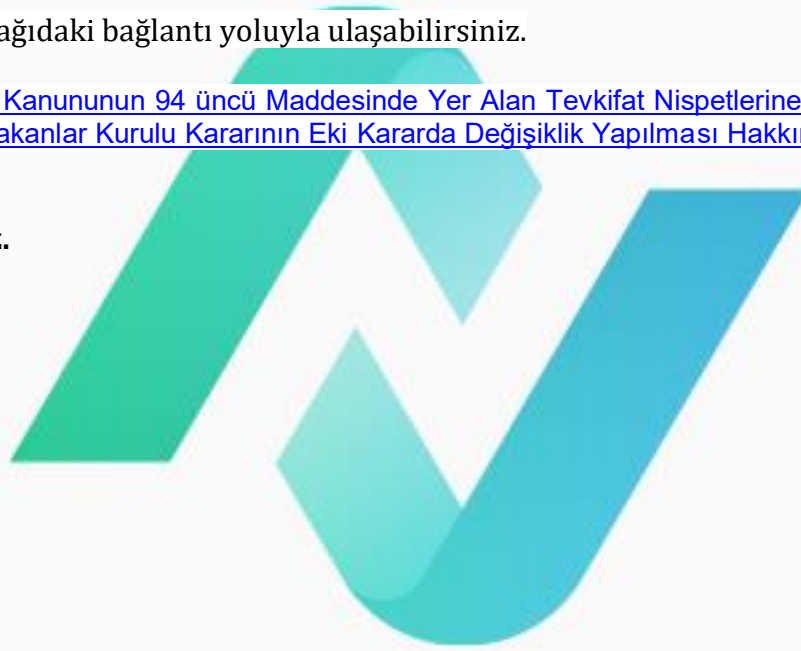 ağıdaki bağlantı yoluyla ulaşabilirsiniz.
Kanununun 94 üncü Maddesinde Yer Alan Tevkifat Nispetlerine
akanlar Kurulu Kararının Eki Kararda Değişiklik Yapılması Hakkı
z.